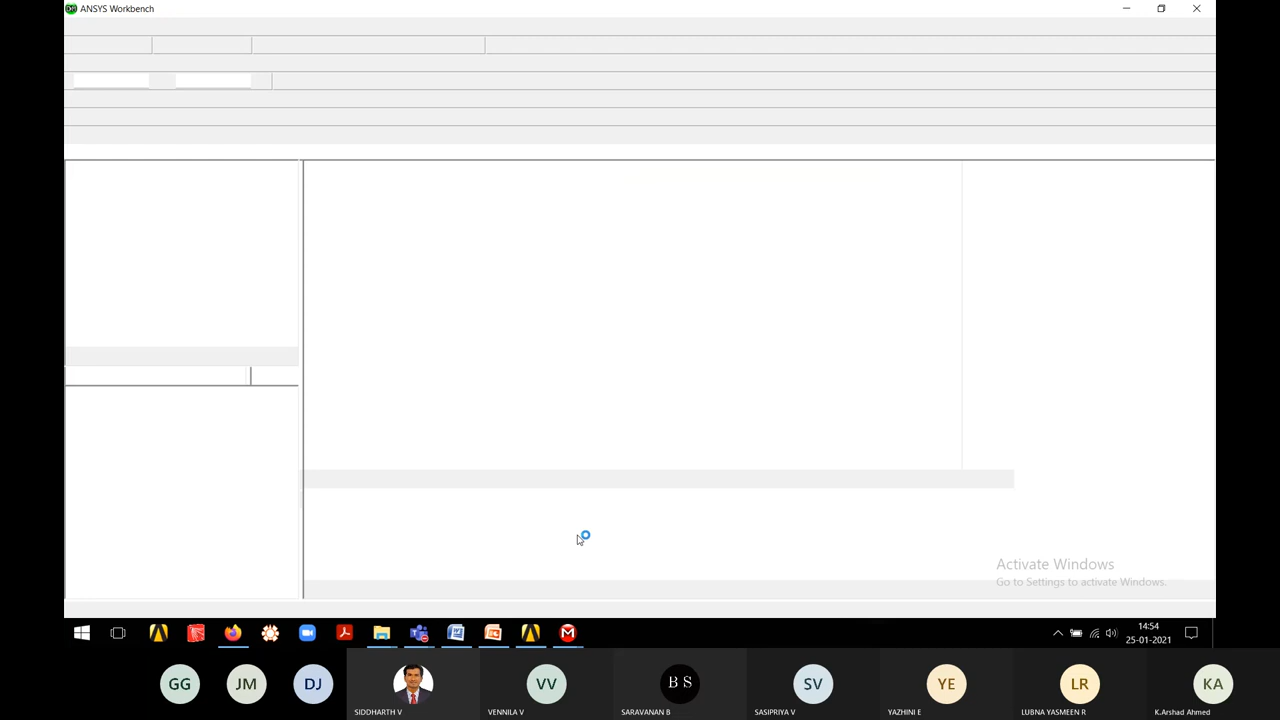 ANSYS Workbench
Activate Windows
Go to Settings to activate Windows.
14:54
25-01-2021
GG
JM
DJ
SIDDHARTH V
VV
VENNILA V
B S
SARAVANAN B
SV
SASIPRIYA V
YE
YAZHINI E
LR
LUBNA YASMEEN R
KA
K.Arshad Ahmed